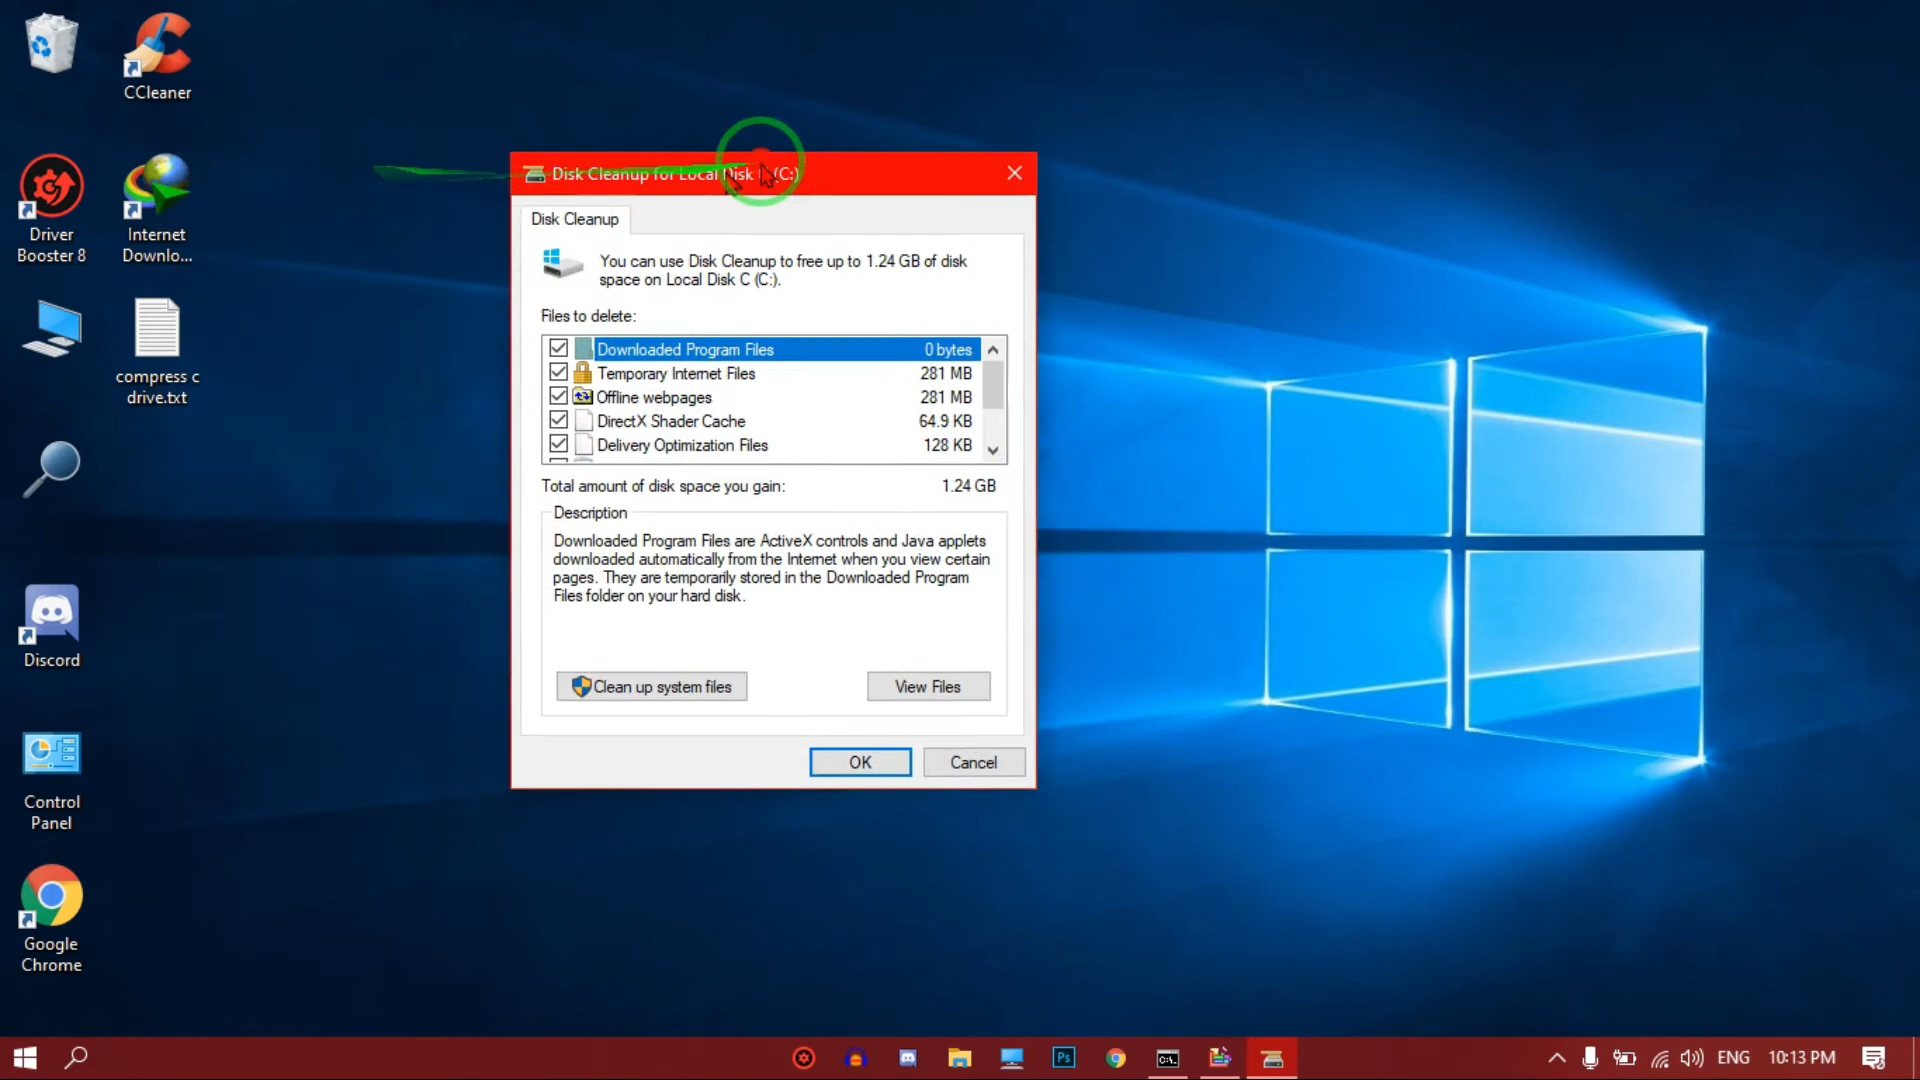 CCleaner
Driver
Booster 8
Internet
Downlo...
compress c
drive.txt
Discord
Control
Panel
Google
Chrome
Disk Cleanup for Local Disk (C:)
Disk Cleanup
You can use Disk Cleanup to free up to 1.24 GB of disk
space on Local Disk C (C:).
Files to delete:
Downloaded Program Files 0 bytes
Temporary Internet Files 281 MB
Offline webpages 281 MB
DirectX Shader Cache 64.9 KB
Delivery Optimization Files 128 KB
Total amount of disk space you gain: 1.24 GB
Description
Downloaded Program Files are ActiveX controls and Java applets
downloaded automatically from the Internet when you view certain
pages. They are temporarily stored in the Downloaded Program
Files folder on your hard disk.
Clean up system files
View Files
OK
Cancel
Ps
C:\.
ENG
10:13 PM